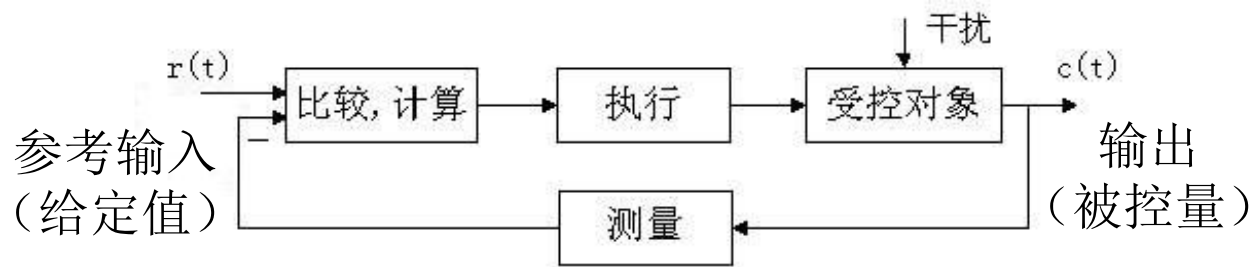 干扰
r(t)
c(t)
比较,计算
执行
受控对象
−
参考输入
（给定值）
输出
（被控量）
测量